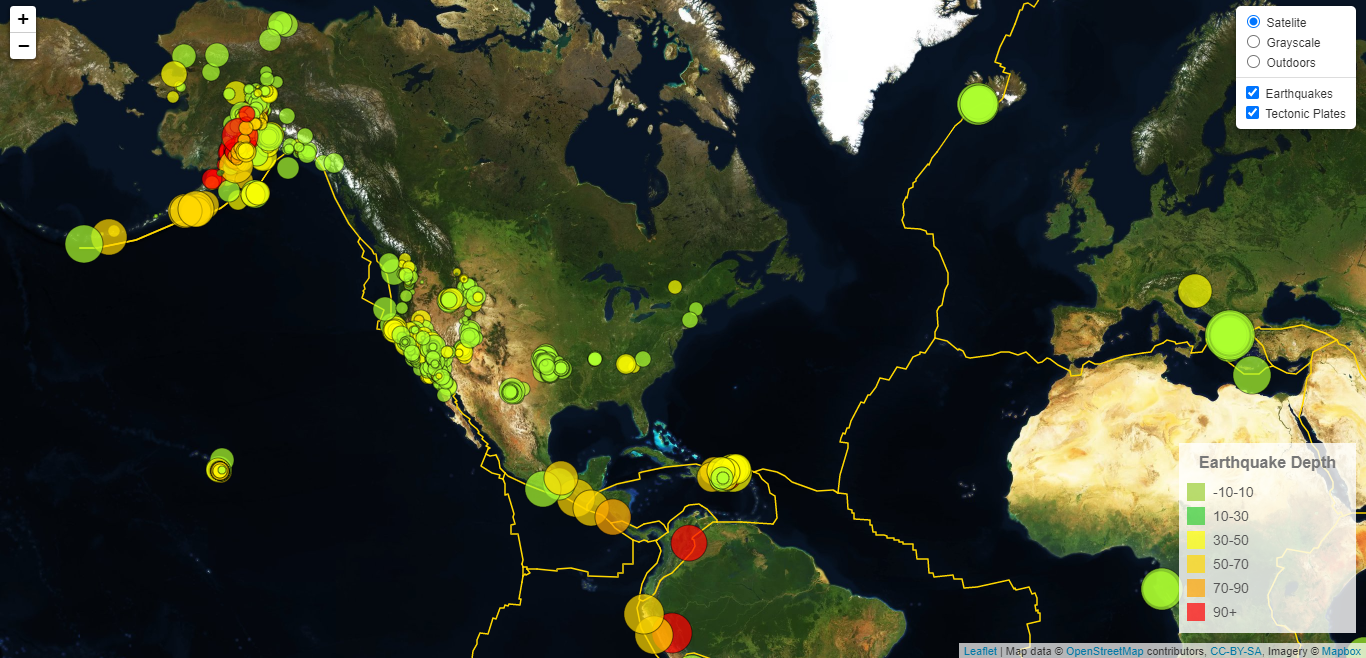 +
−
Satelite
Grayscale
Outdoors
Earthquakes
Tectonic Plates
Earthquake Depth
-10-10
10-30
30-50
50-70
70-90
90+
Leaflet | Map data © OpenStreetMap contributors, CC-BY-SA, Imagery © Mapbox